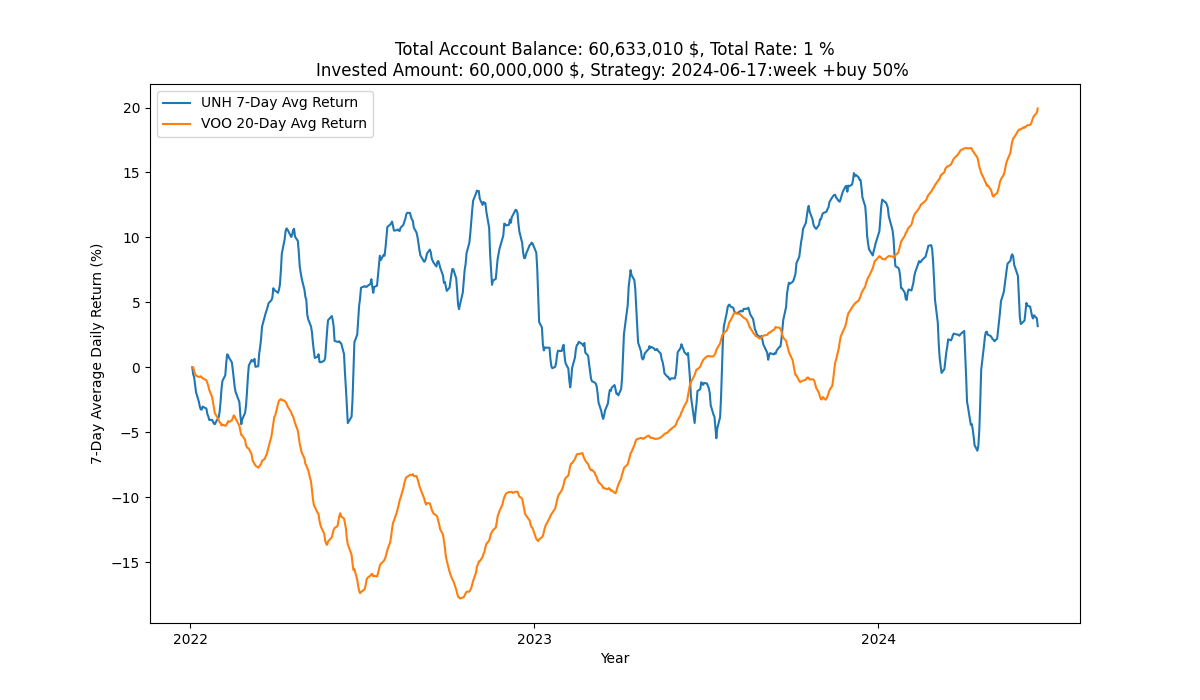 Total Account Balance: 60,633,010 $, Total Rate: 1 %
Invested Amount: 60,000,000 $, Strategy: 2024-06-17:week +buy 50%
UNH 7-Day Avg Return
VOO 20-Day Avg Return
7-Day Average Daily Return (%)
20
15
10
5
0
−5
−10
−15
2022
2023
2024
Year